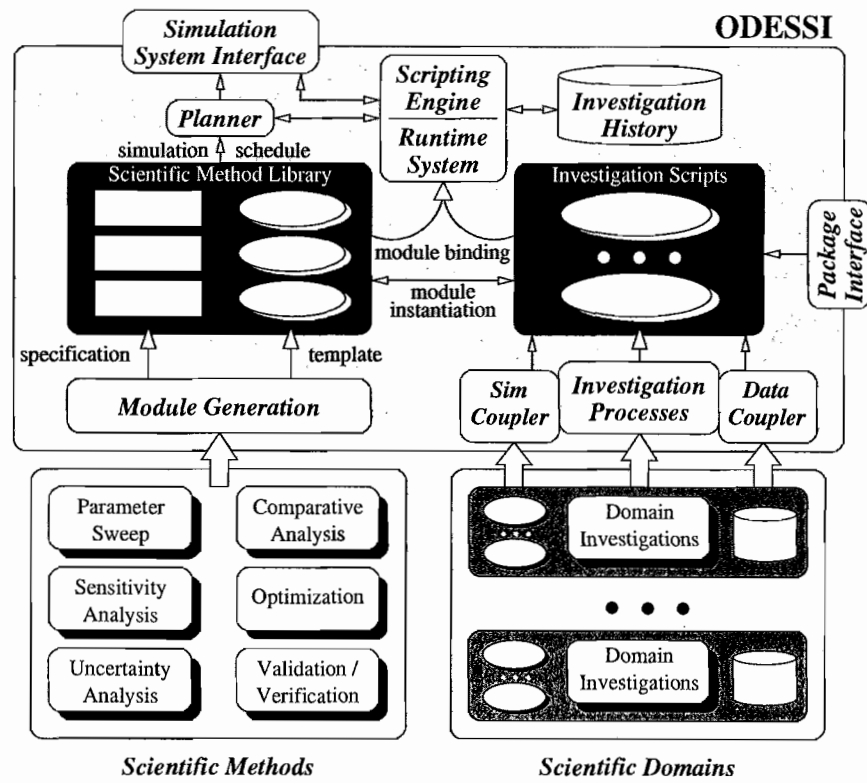 ODESSI
Simulation
System Interface
Scripting
Engine
Runtime
System
Investigation
History
Planner
simulation
schedule
Scientific Method Library
Investigation Scripts
Package
Interface
module binding
module
instantiation
specification
template
Module Generation
Sim
Coupler
Investigation
Processes
Data
Coupler
Parameter
Sweep
Comparative
Analysis
Sensitivity
Analysis
Optimization
Uncertainty
Analysis
Validation /
Verification
Domain
Investigations
Domain
Investigations
Scientific Methods
Scientific Domains